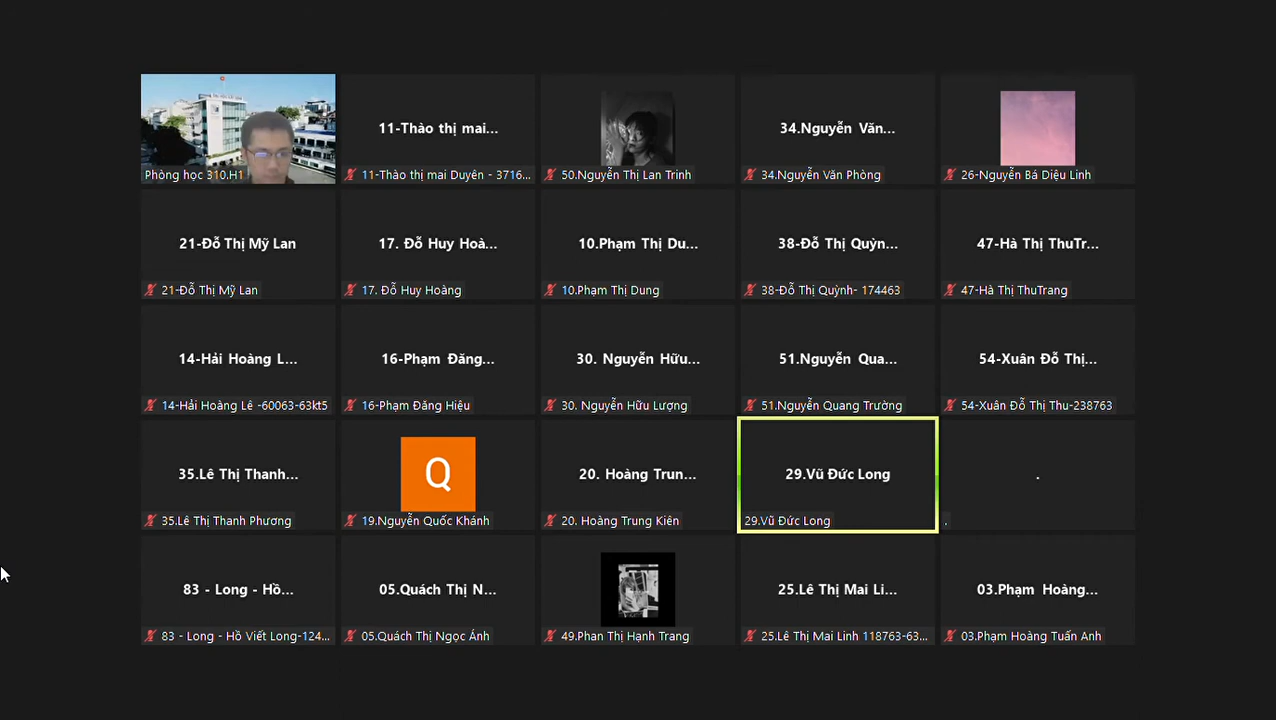 11-Thào thị mai...
34.Nguyễn Văn...
Phòng học 310.H1
11-Thào thị mai Duyên - 3716...
50.Nguyễn Thị Lan Trinh
34.Nguyễn Văn Phòng
26-Nguyễn Bá Diệu Linh
21-Đỗ Thị Mỹ Lan
17. Đỗ Huy Hoà...
10.Phạm Thị Du...
38-Đỗ Thị Quỳn...
47-Hà Thị ThuTr...
21-Đỗ Thị Mỹ Lan
17. Đỗ Huy Hoàng
10.Phạm Thị Dung
38-Đỗ Thị Quỳnh- 174463
47-Hà Thị ThuTrang
14-Hải Hoàng L...
16-Phạm Đăng...
30. Nguyễn Hữu...
51.Nguyễn Qua...
54-Xuân Đỗ Thị...
14-Hải Hoàng Lê -60063-63kt5
16-Phạm Đăng Hiệu
30. Nguyễn Hữu Lượng
51.Nguyễn Quang Trường
54-Xuân Đỗ Thị Thu-238763
35.Lê Thị Thanh...
Q
20. Hoàng Trun...
29.Vũ Đức Long
.
35.Lê Thị Thanh Phương
19.Nguyễn Quốc Khánh
20. Hoàng Trung Kiên
29.Vũ Đức Long
.
83 - Long - Hồ...
05.Quách Thị N...
25.Lê Thị Mai Li...
03.Phạm Hoàng...
83 - Long - Hồ Viết Long-124...
05.Quách Thị Ngọc Ánh
49.Phan Thị Hạnh Trang
25.Lê Thị Mai Linh 118763-63...
03.Phạm Hoàng Tuấn Anh